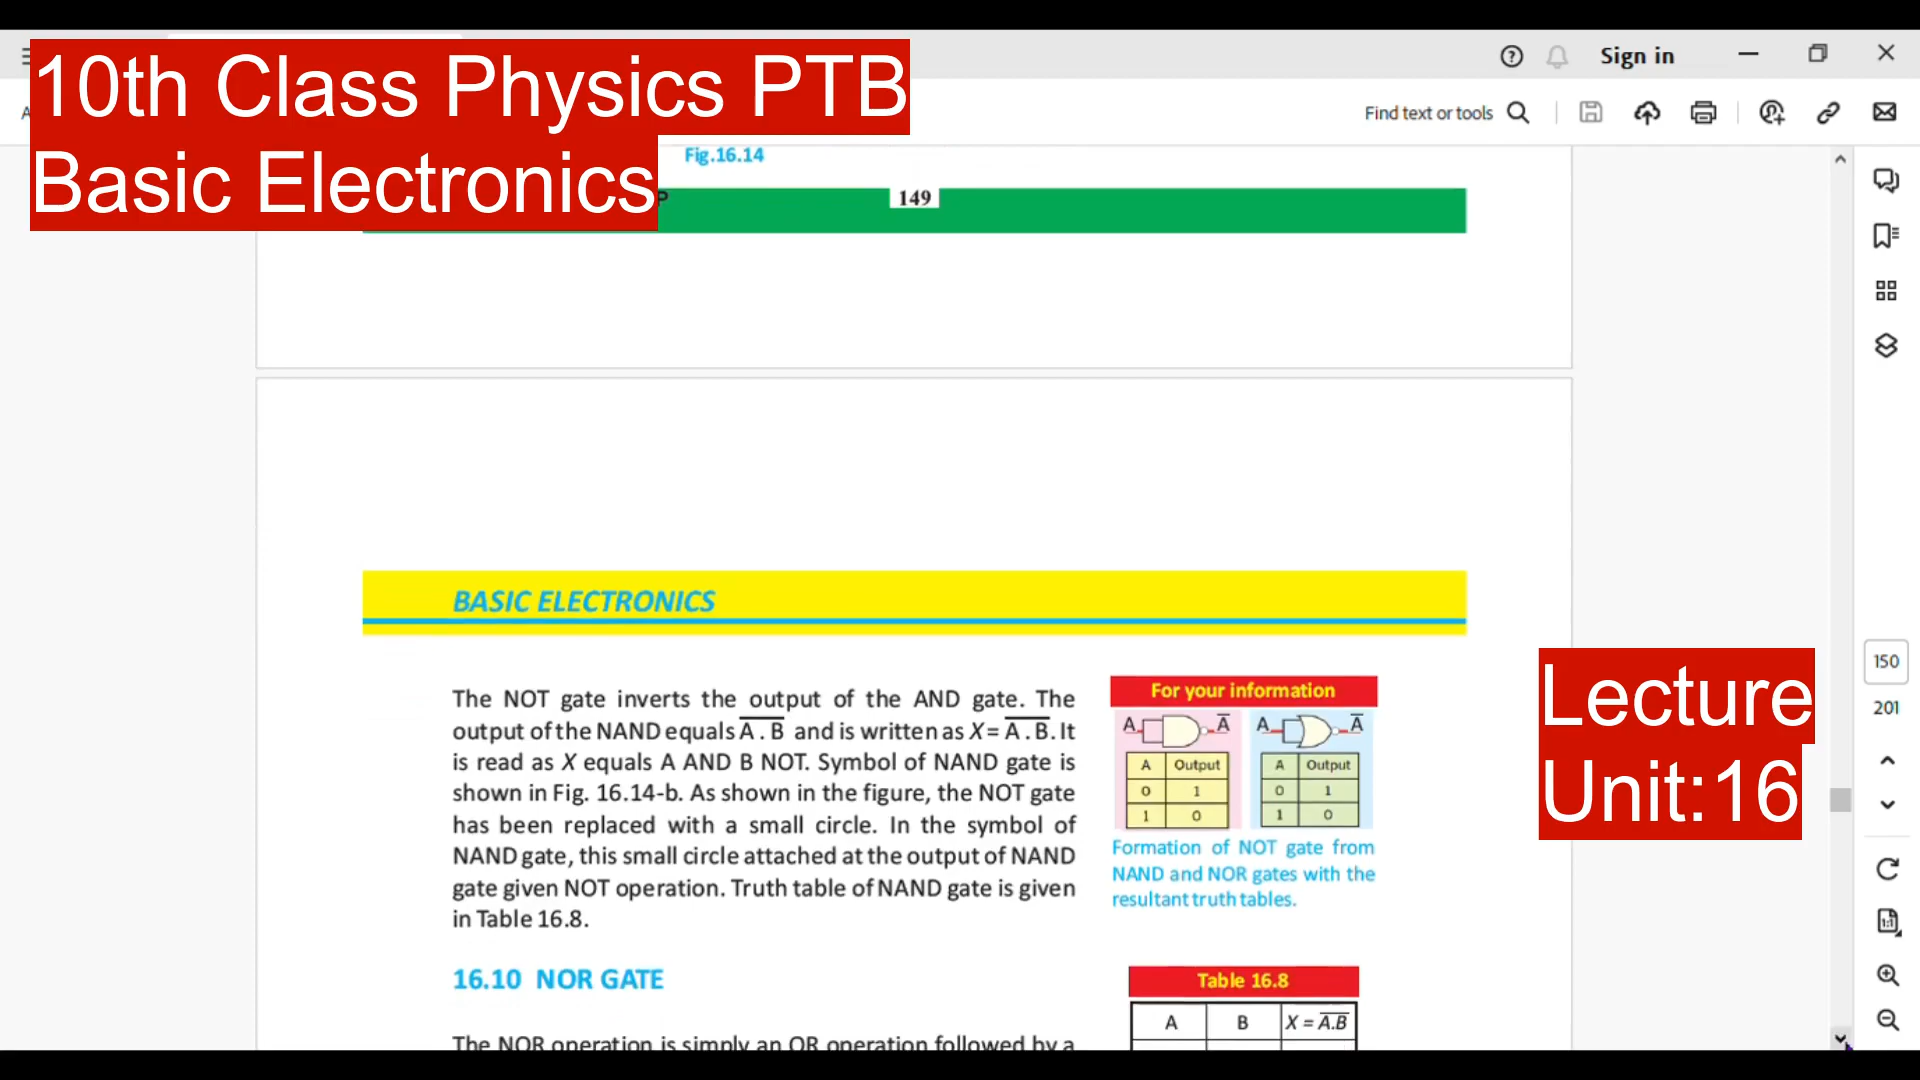 10th Class Physics PTB
Basic Electronics
Sign in
Find text or tools
Fig.16.14
149
BASIC ELECTRONICS
The NOT gate inverts the output of the AND gate. The
output of the NAND equals A̅ ̅.̅ ̅B̅ and is written as X = A̅ ̅.̅ ̅B̅. It
is read as X equals A AND B NOT. Symbol of NAND gate is
shown in Fig. 16.14-b. As shown in the figure, the NOT gate
has been replaced with a small circle. In the symbol of
NAND gate, this small circle attached at the output of NAND
gate given NOT operation. Truth table of NAND gate is given
in Table 16.8.
16.10 NOR GATE
The NOR operation is simply an OR operation followed by a
For your information
A A̅ A A̅
A Output A Output
0 1 0 1
1 0 1 0
Formation of NOT gate from
NAND and NOR gates with the
resultant truth tables.
Table 16.8
A B X = A̅.̅B̅
Lecture
Unit:16
150
201